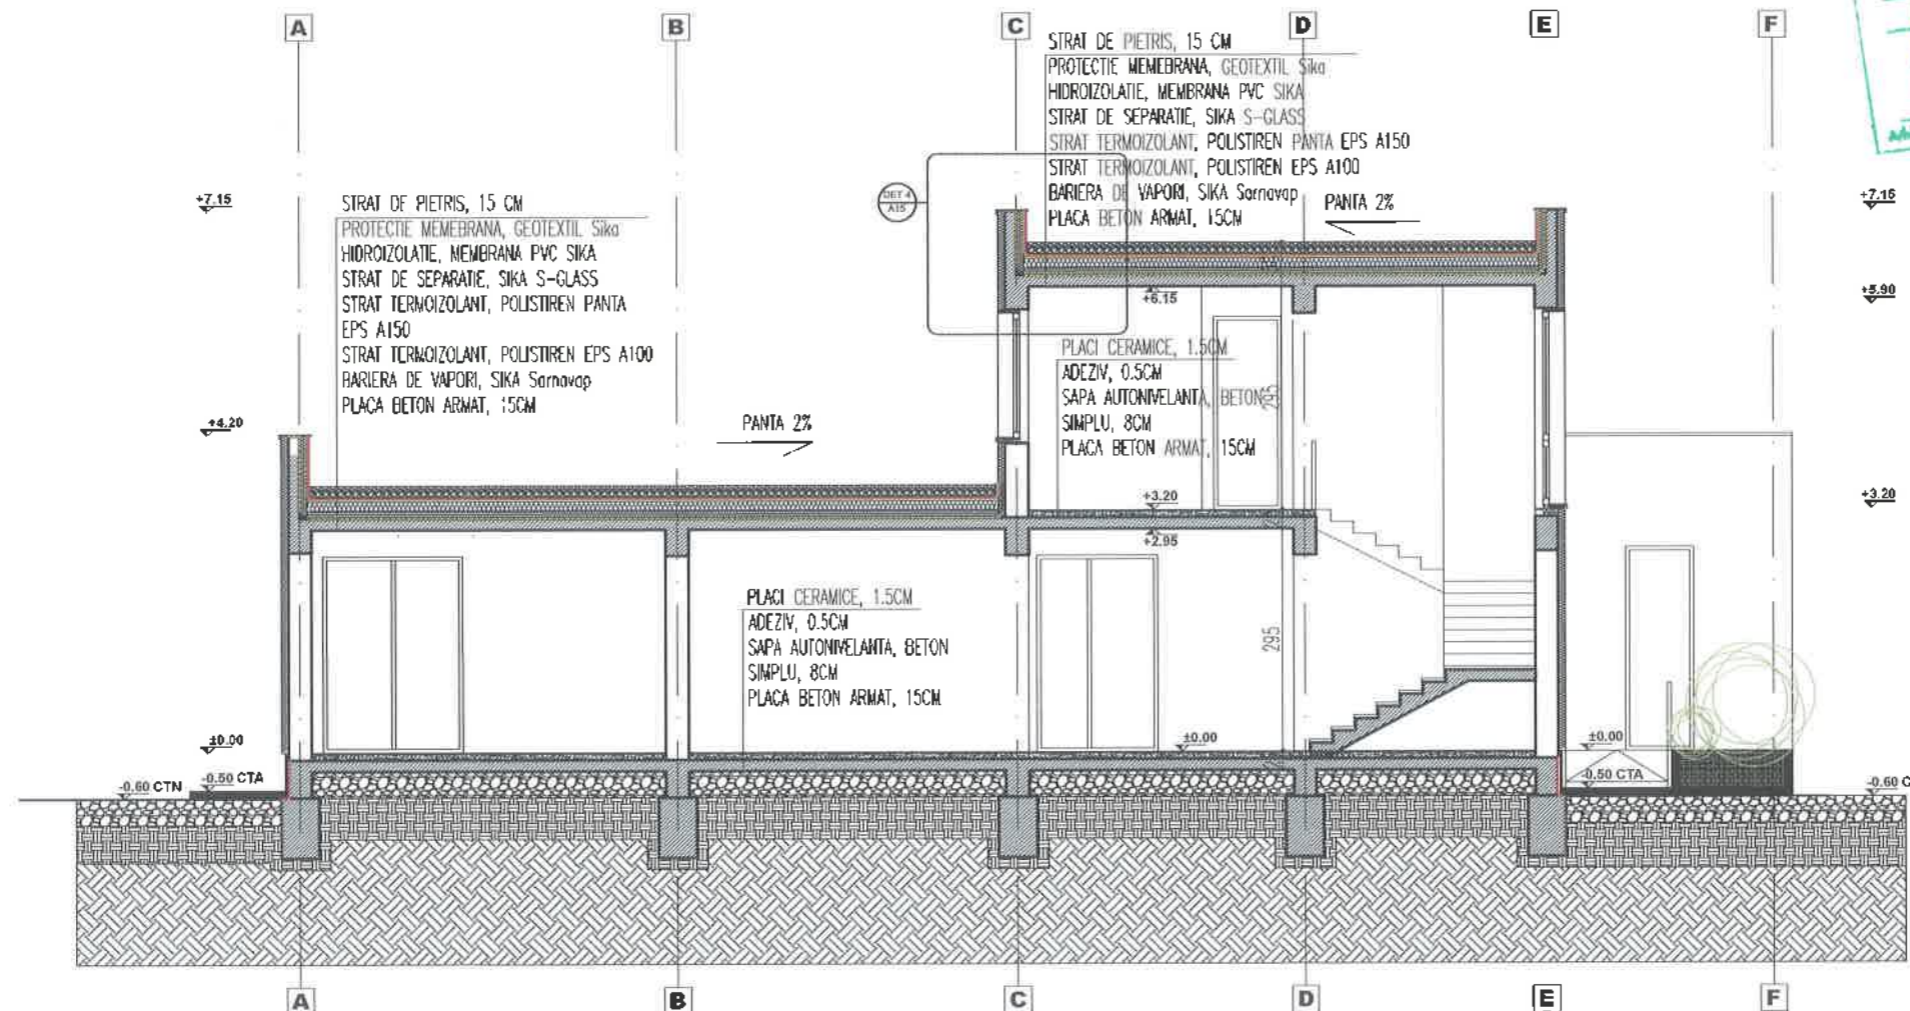 A B C D E F
STRAT DE PIETRIS, 15 CM
PROTECTIE MEMEBRANA, GEOTEXTIL Sika
HIDROIZOLATIE, MEMBRANA PVC SIKA
STRAT DE SEPARATIE, SIKA S-GLASS
STRAT TERMOIZOLANT, POLISTIREN PANTA EPS A150
STRAT TERMOIZOLANT, POLISTIREN EPS A100
BARIERA DE VAPORI, SIKA Sarnavap
PLACA BETON ARMAT, 15CM
PANTA 2%
DET 4
A15
+7.15
+7.15
STRAT DE PIETRIS, 15 CM
PROTECTIE MEMEBRANA, GEOTEXTIL Sika
HIDROIZOLATIE, MEMBRANA PVC SIKA
STRAT DE SEPARATIE, SIKA S-GLASS
STRAT TERMOIZOLANT, POLISTIREN PANTA
EPS A150
STRAT TERMOIZOLANT, POLISTIREN EPS A100
BARIERA DE VAPORI, SIKA Sarnavap
PLACA BETON ARMAT, 15CM
+6.15
+5.90
PLACI CERAMICE, 1.5CM
ADEZIV, 0.5CM
SAPA AUTONIVELANTA, BETON
SIMPLU, 8CM
PLACA BETON ARMAT, 15CM
295
+4.20
PANTA 2%
+3.20
+3.20
+2.95
PLACI CERAMICE, 1.5CM
ADEZIV, 0.5CM
SAPA AUTONIVELANTA, BETON
SIMPLU, 8CM
PLACA BETON ARMAT, 15CM
295
±0.00
±0.00
±0.00
-0.60 CTN
-0.50 CTA
-0.50 CTA
-0.60 C
A B C D E F